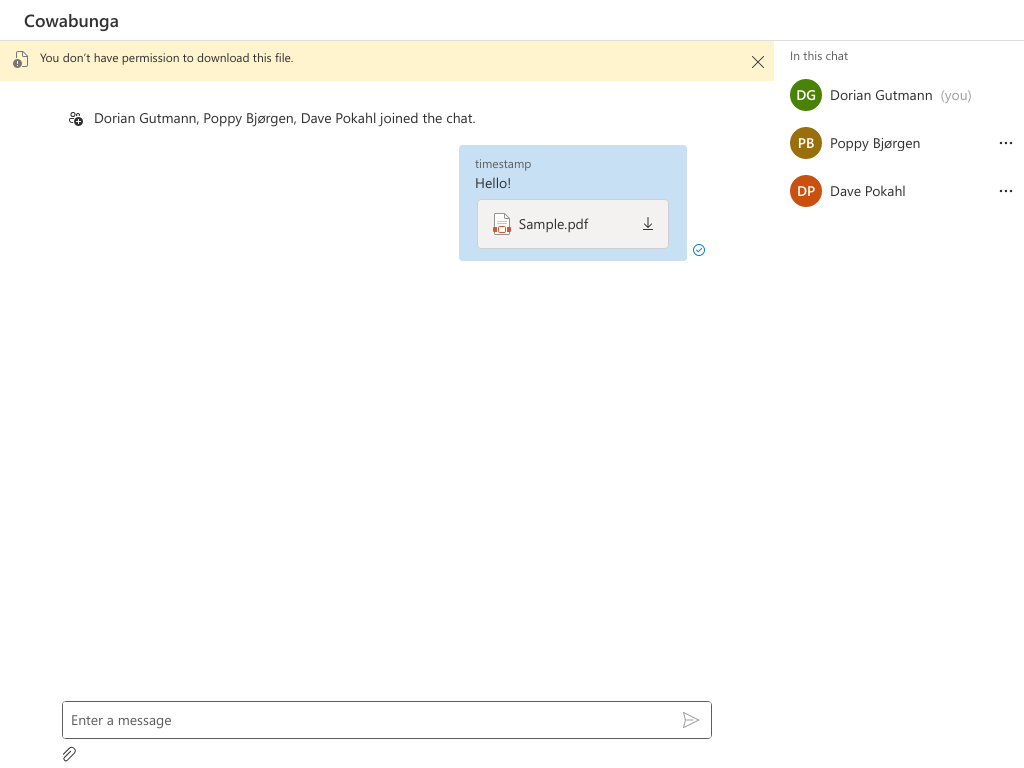 Cowabunga
You don't have permission to download this file.
Dorian Gutmann, Poppy Bjørgen, Dave Pokahl joined the chat.
timestamp
Hello!
Sample.pdf
Enter a message
In this chat
DG Dorian Gutmann (you)
PB Poppy Bjørgen
DP Dave Pokahl